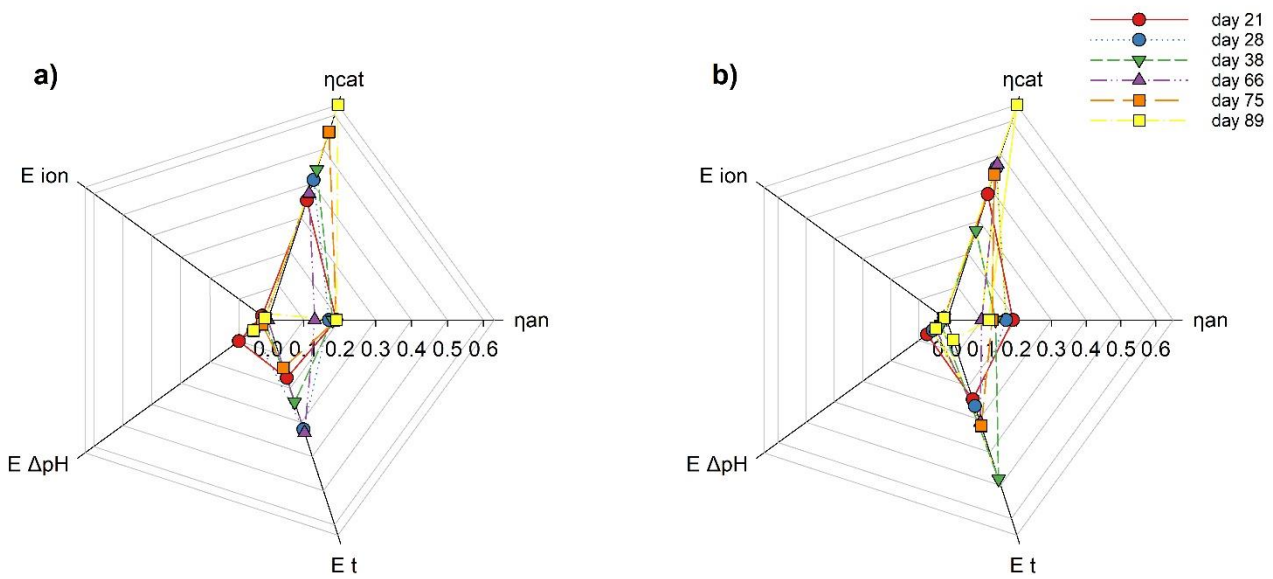 day 21
day 28
day 38
day 66
day 75
day 89
a)
ηcat
E ion
ηan
0.0 0.1 0.2 0.3 0.4 0.5 0.6
E ΔpH
E t
b)
ηcat
E ion
ηan
0.0 0.1 0.2 0.3 0.4 0.5 0.6
E ΔpH
E t